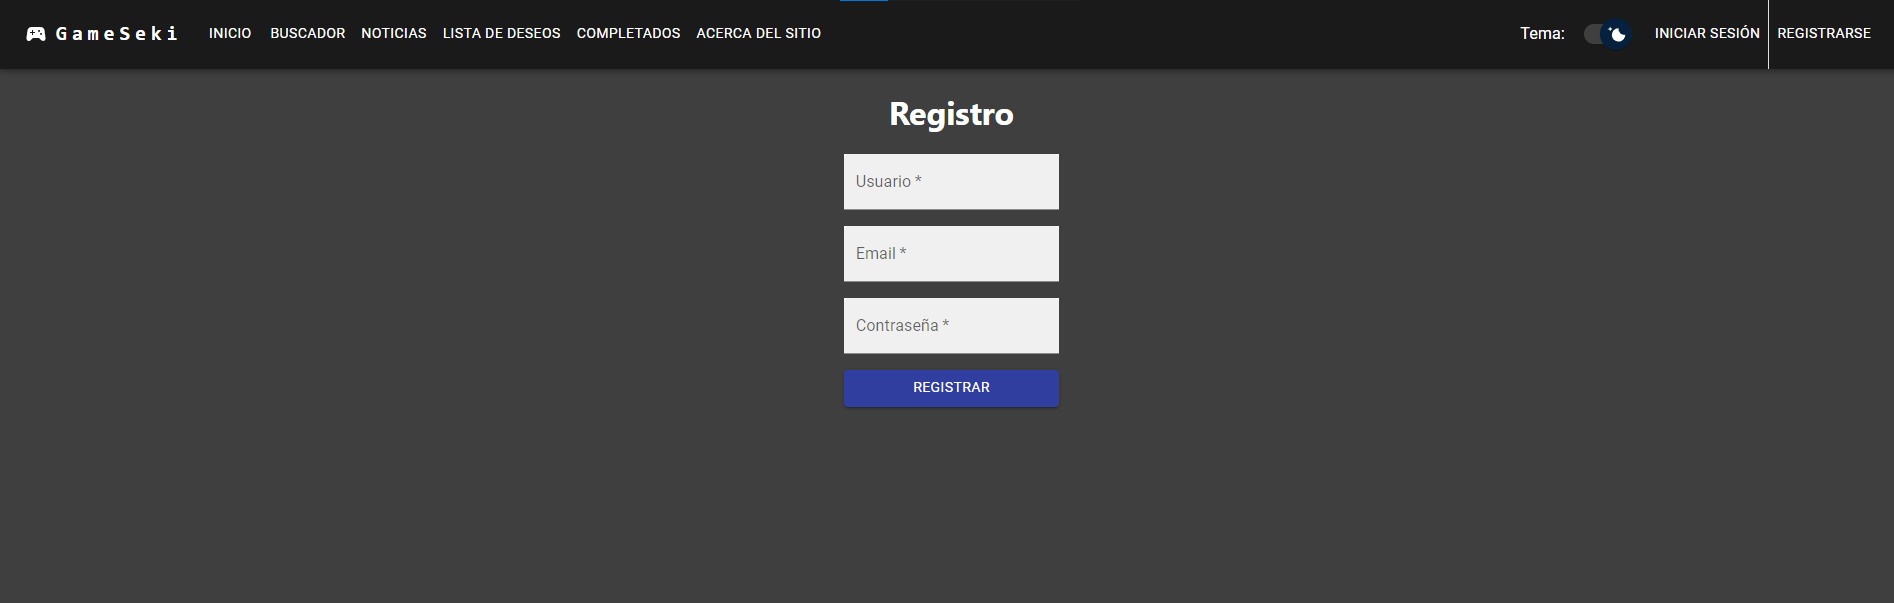 GameSeki INICIO BUSCADOR NOTICIAS LISTA DE DESEOS COMPLETADOS ACERCA DEL SITIO Tema: INICIAR SESIÓN REGISTRARSE
Registro
Usuario *
Email *
Contraseña *
REGISTRAR